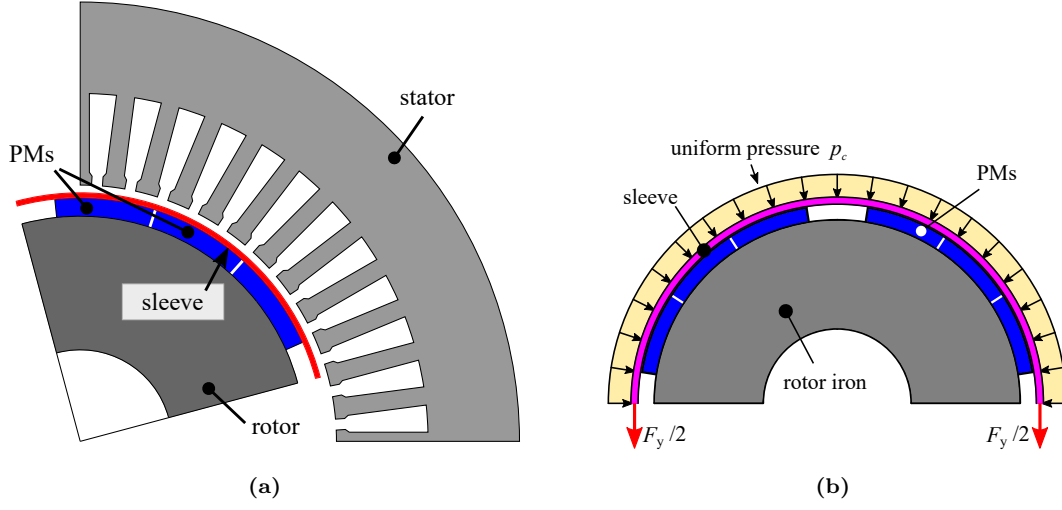 stator
PMs
sleeve
rotor
(a)
uniform pressure p_c
sleeve
PMs
rotor iron
F_y/2
F_y/2
(b)